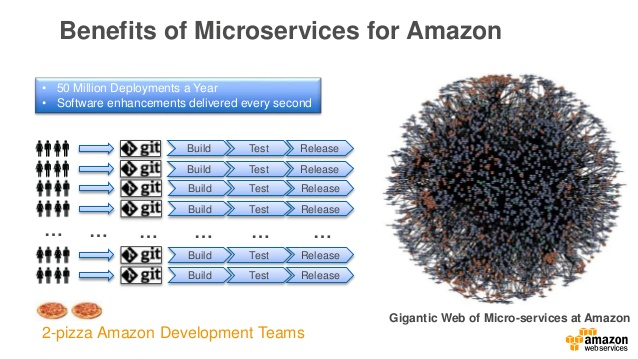 Benefits of Microservices for Amazon
• 50 Million Deployments a Year
• Software enhancements delivered every second
git Build Test Release
git Build Test Release
git Build Test Release
git Build Test Release
... ... ... ... ... ...
git Build Test Release
git Build Test Release
2-pizza Amazon Development Teams
Gigantic Web of Micro-services at Amazon
amazon
web services